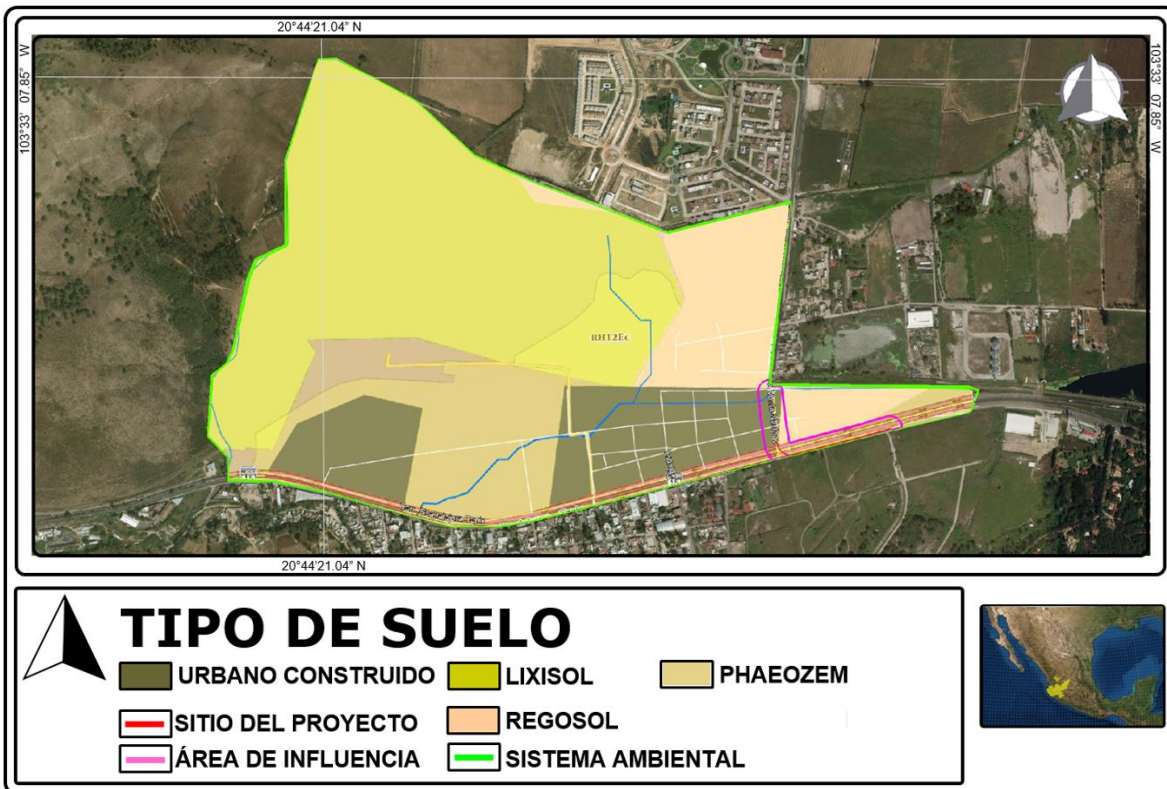 20°44'21.04" N
103°33' 07.85" W
103°33' 07.85" W
RH12Ec
20°44'21.04" N
TIPO DE SUELO
URBANO CONSTRUIDO
LIXISOL
PHAEOZEM
SITIO DEL PROYECTO
REGOSOL
ÁREA DE INFLUENCIA
SISTEMA AMBIENTAL